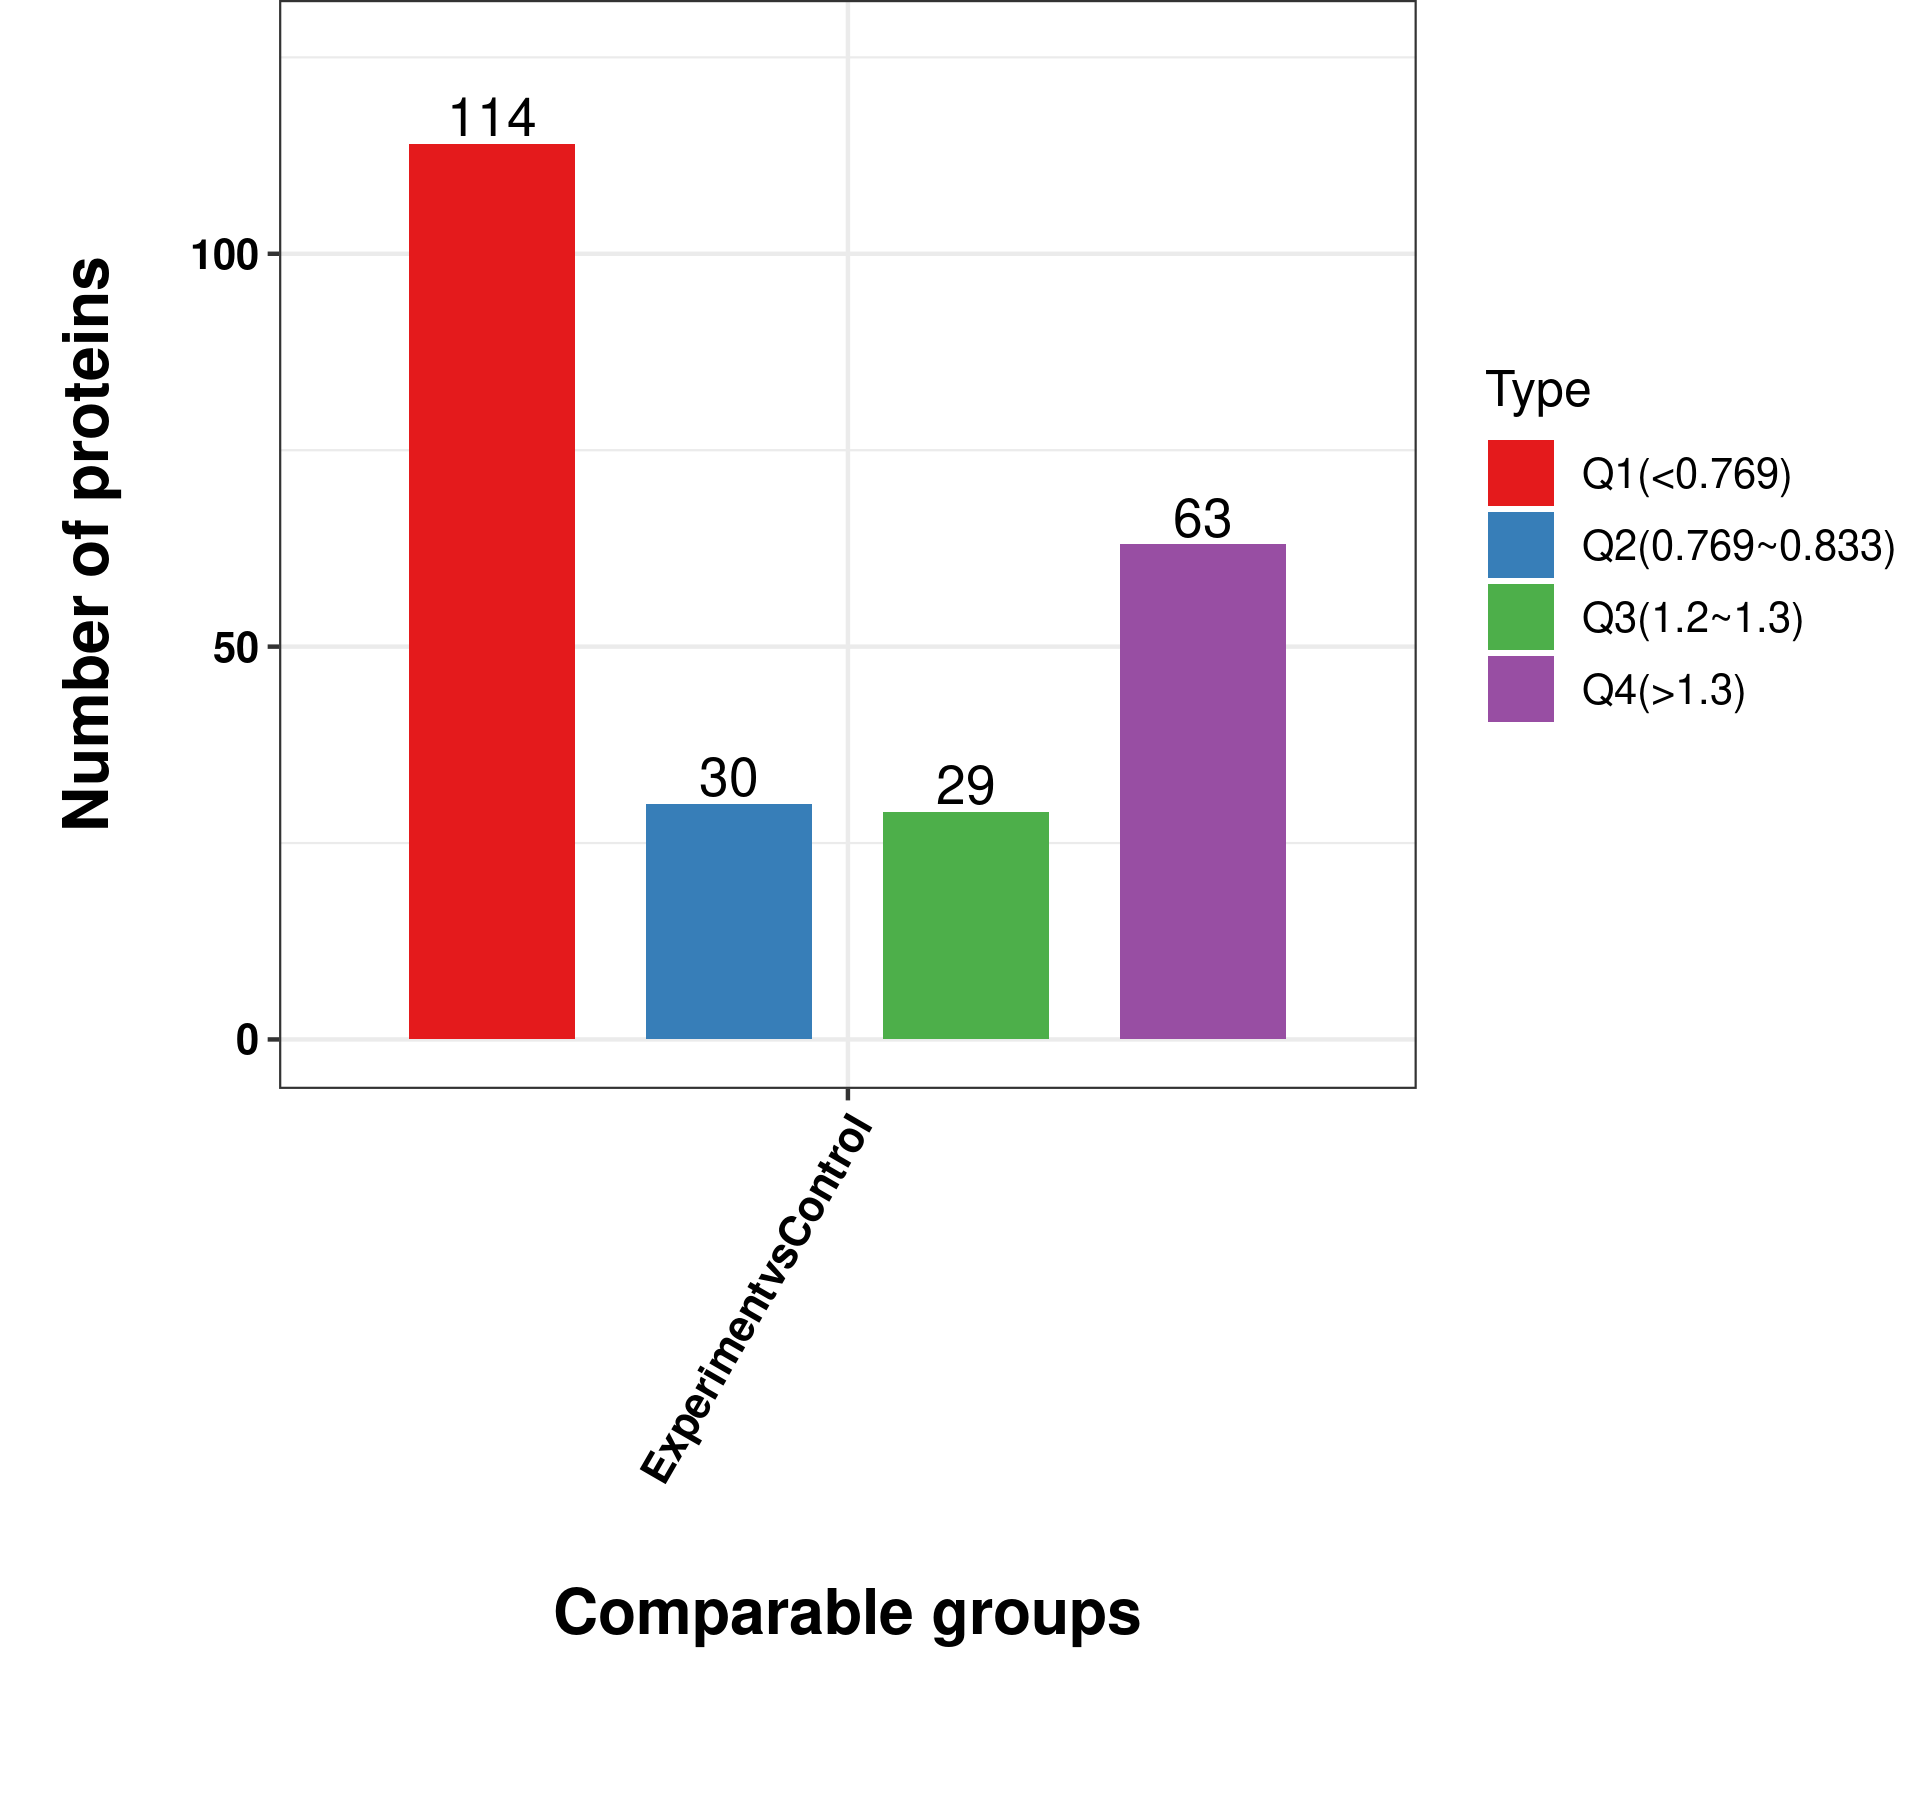 Number of proteins
100
50
0
114
30
29
63
ExperimentvsControl
Comparable groups
Type
Q1(<0.769)
Q2(0.769~0.833)
Q3(1.2~1.3)
Q4(>1.3)